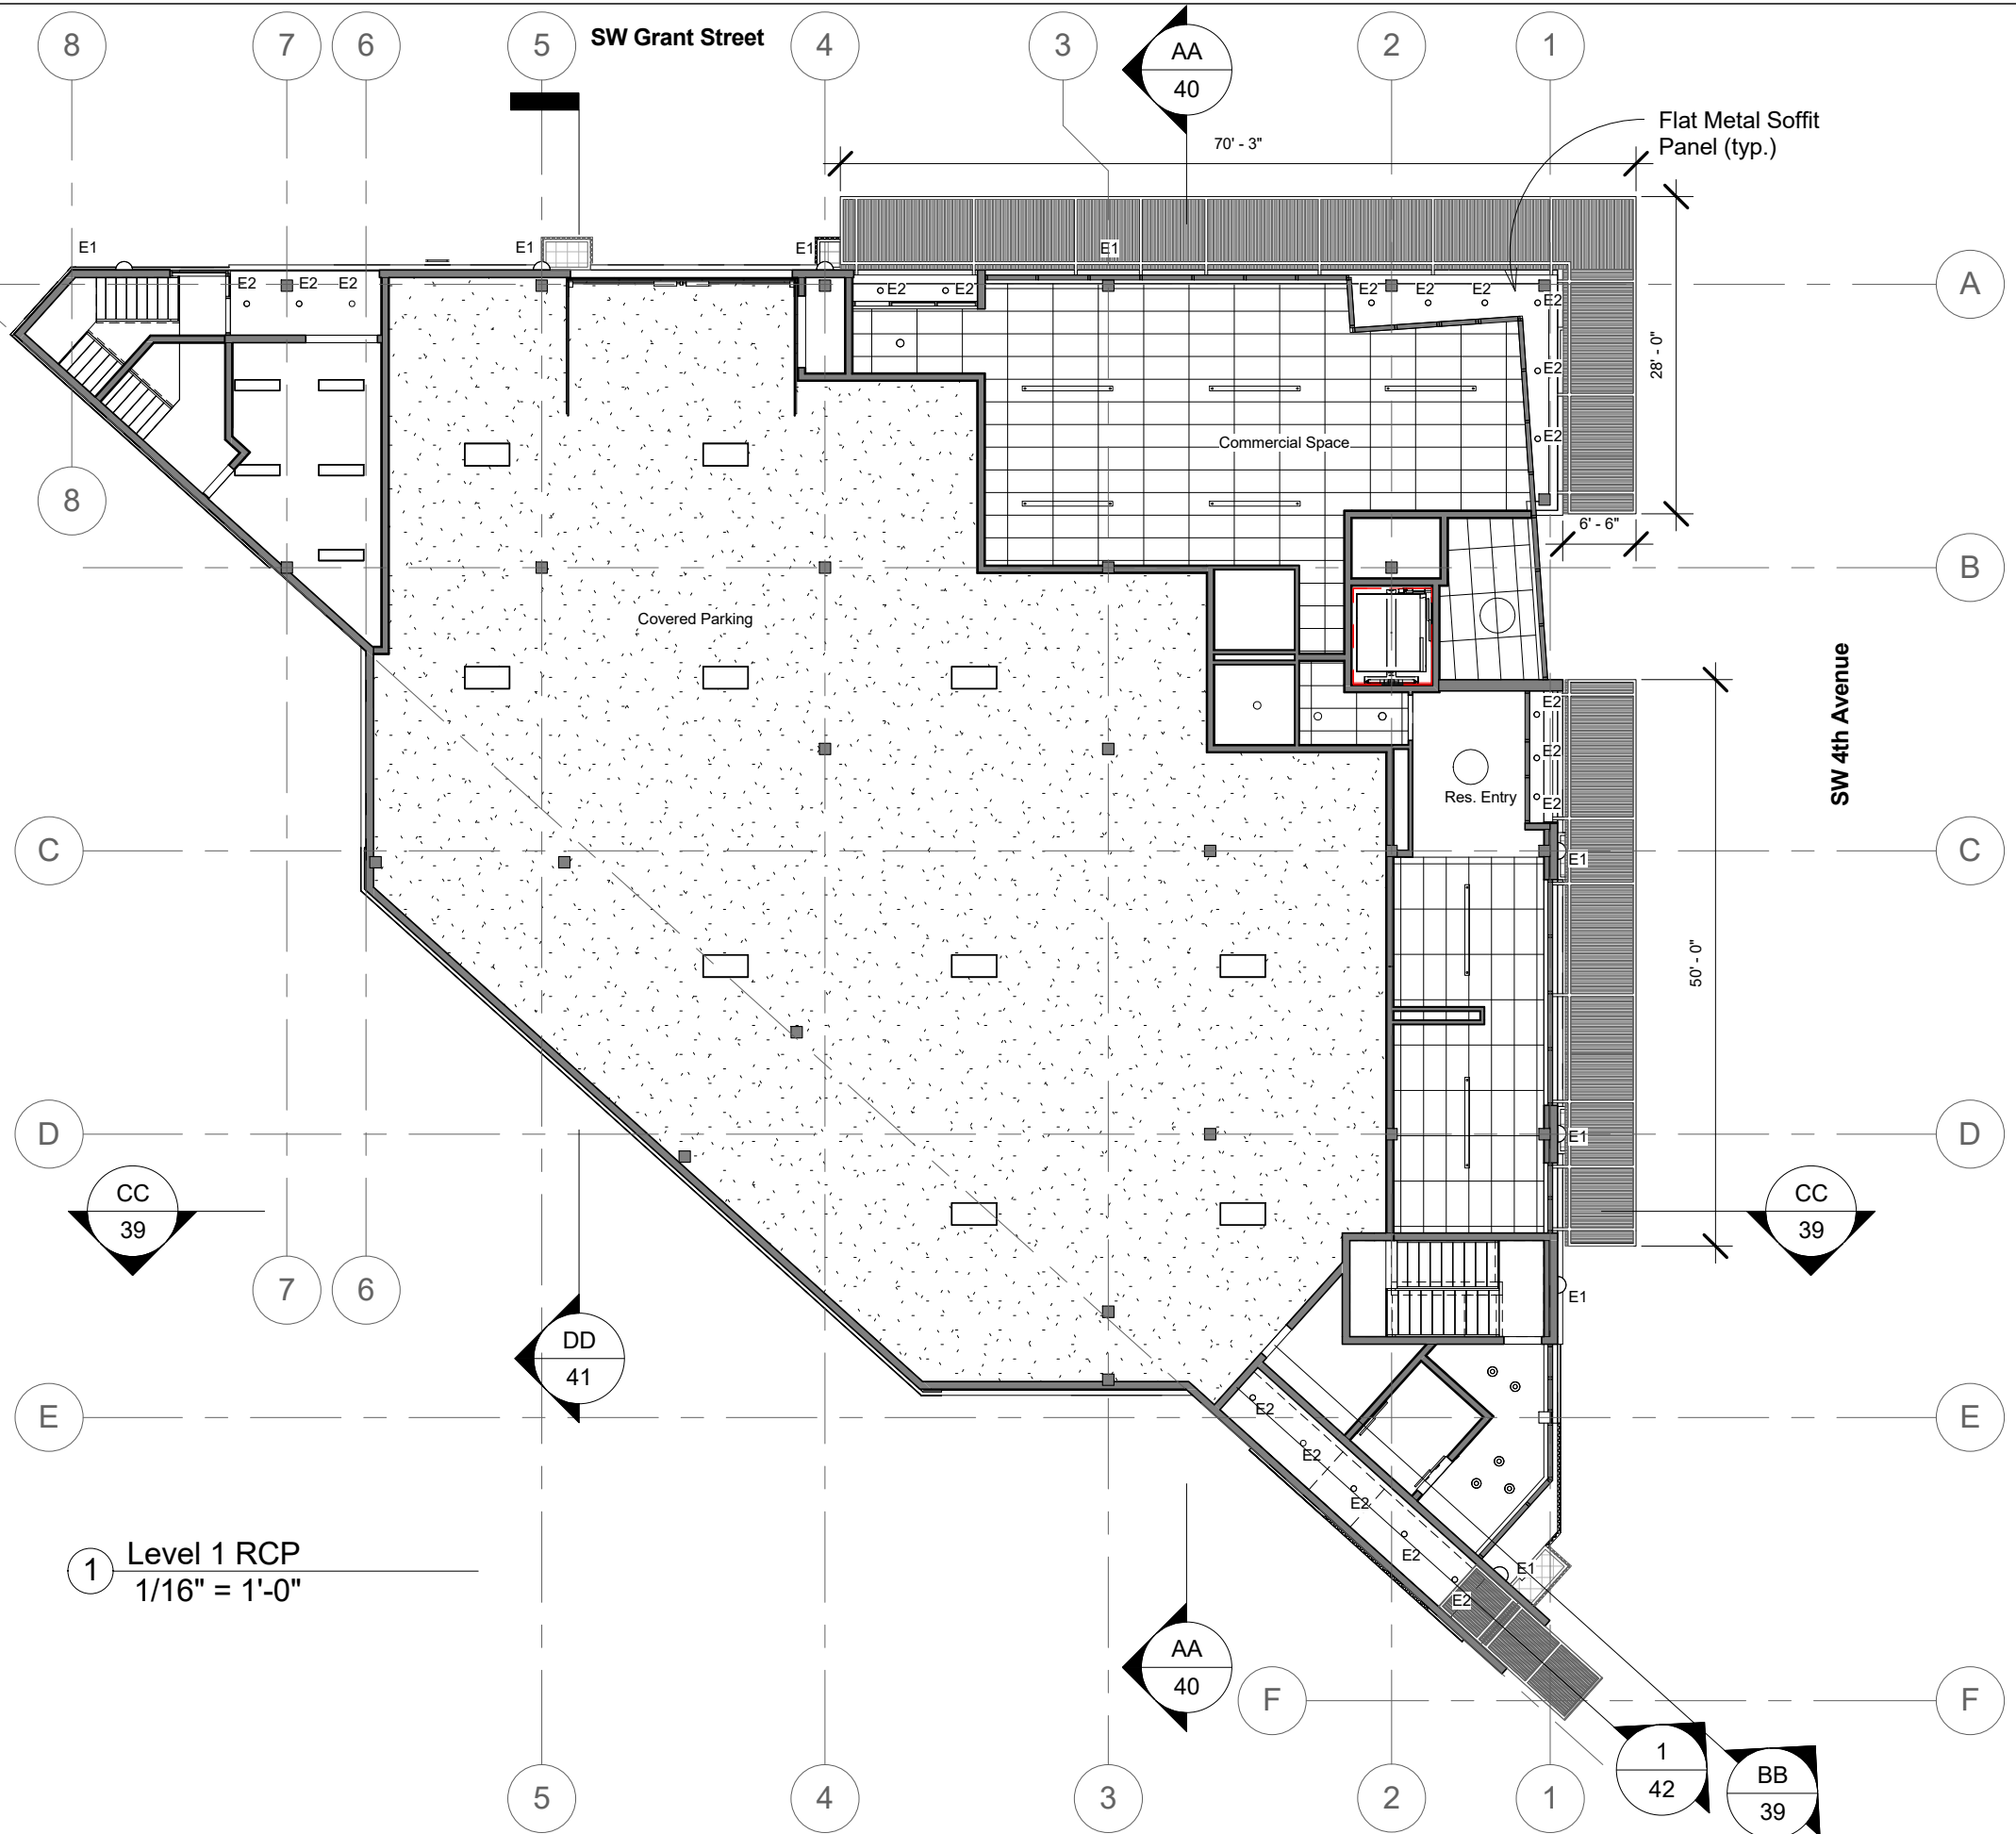 8
7
6
5
SW Grant Street
4
3
AA
40
2
1
Flat Metal Soffit
Panel (typ.)
70' - 3"
E1
E1
E1
E1
A
E2
E2
E2
E2
E2
E2
E2
E2
E2
28' - 0"
E2
E2
Commercial Space
8
6' - 6"
B
Covered Parking
SW 4th Avenue
E2
E2
E2
Res. Entry
C
C
E1
50' - 0"
D
D
E1
CC
39
CC
39
7
6
E1
DD
41
E
E
E2
E2
E2
E2
E2
E1
1
Level 1 RCP
1/16" = 1'-0"
AA
40
F
F
1
42
BB
39
5
4
3
2
1